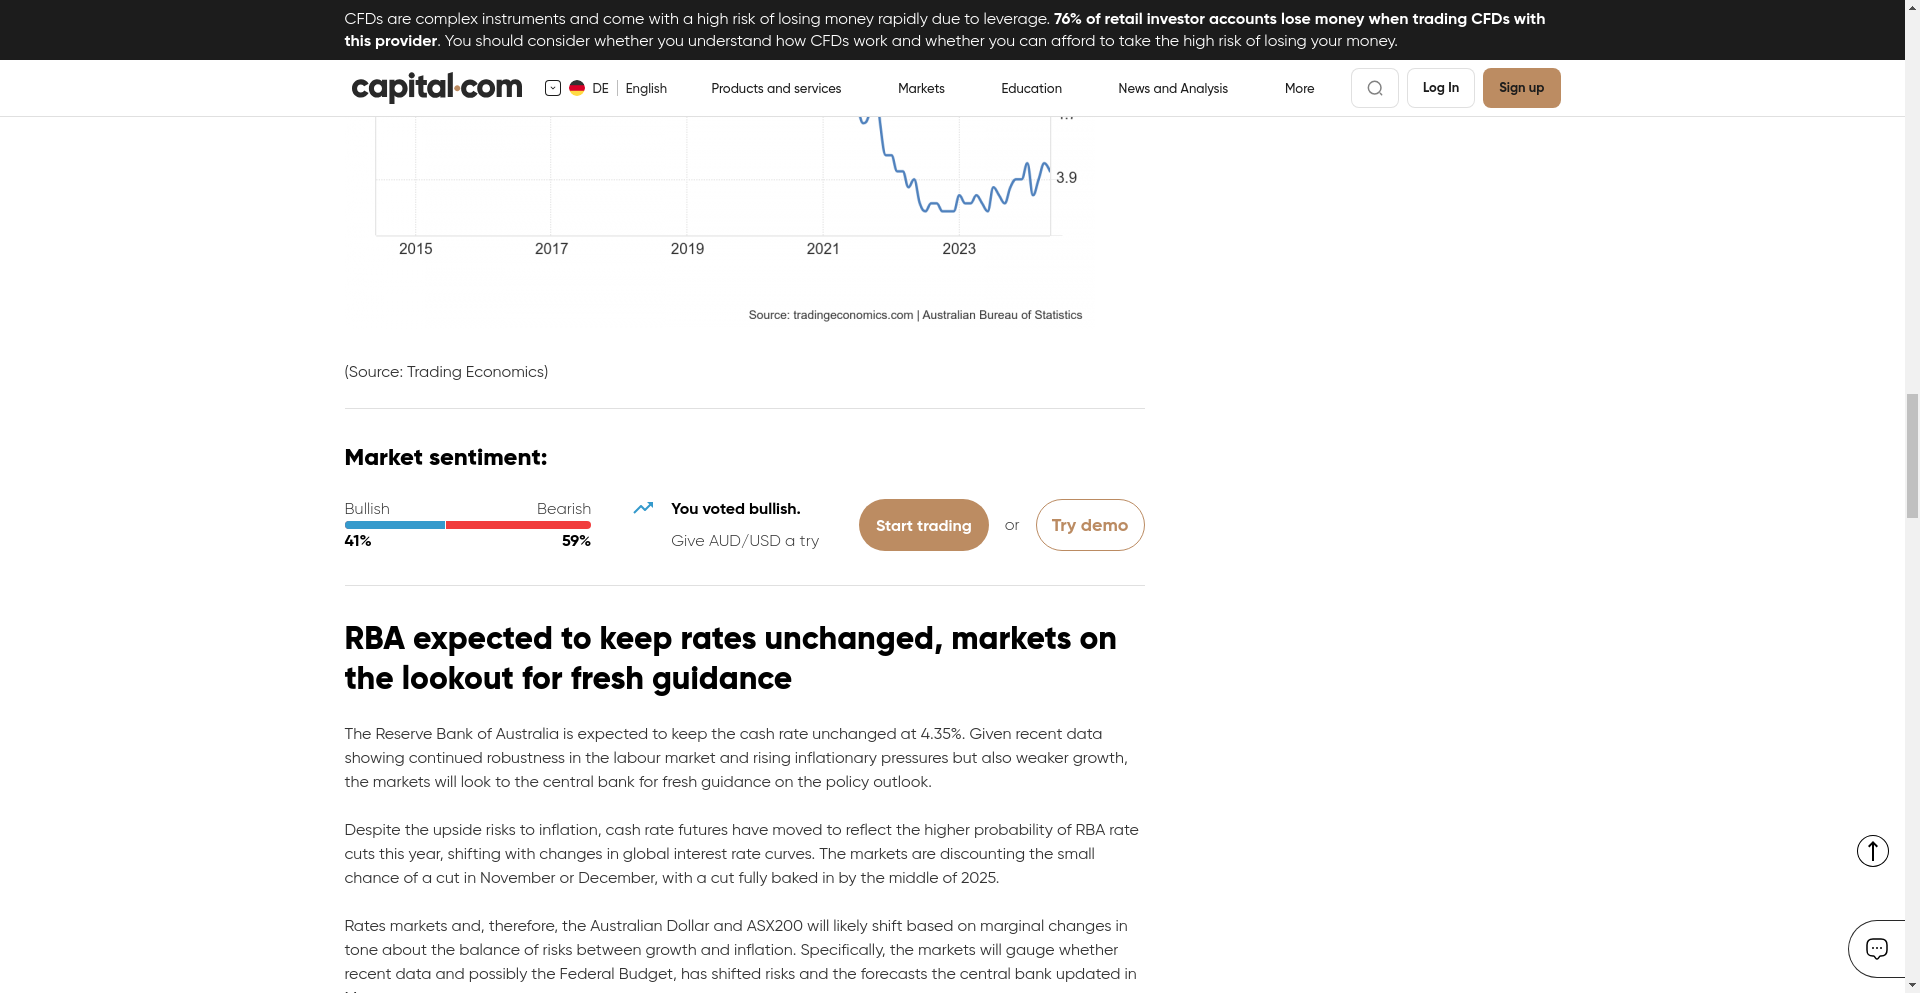 CFDs are complex instruments and come with a high risk of losing money rapidly due to leverage. 76% of retail investor accounts lose money when trading CFDs with
this provider. You should consider whether you understand how CFDs work and whether you can afford to take the high risk of losing your money.
capital.com
DE English
Products and services
Markets
Education
News and Analysis
More
Log In
Sign up
3.9
2015 2017 2019 2021 2023
Source: tradingeconomics.com | Australian Bureau of Statistics
(Source: Trading Economics)
Market sentiment:
Bullish Bearish
41% 59%
You voted bullish.
Give AUD/USD a try
Start trading
or
Try demo
RBA expected to keep rates unchanged, markets on
the lookout for fresh guidance
The Reserve Bank of Australia is expected to keep the cash rate unchanged at 4.35%. Given recent data
showing continued robustness in the labour market and rising inflationary pressures but also weaker growth,
the markets will look to the central bank for fresh guidance on the policy outlook.
Despite the upside risks to inflation, cash rate futures have moved to reflect the higher probability of RBA rate
cuts this year, shifting with changes in global interest rate curves. The markets are discounting the small
chance of a cut in November or December, with a cut fully baked in by the middle of 2025.
Rates markets and, therefore, the Australian Dollar and ASX200 will likely shift based on marginal changes in
tone about the balance of risks between growth and inflation. Specifically, the markets will gauge whether
recent data and possibly the Federal Budget, has shifted risks and the forecasts the central bank updated in